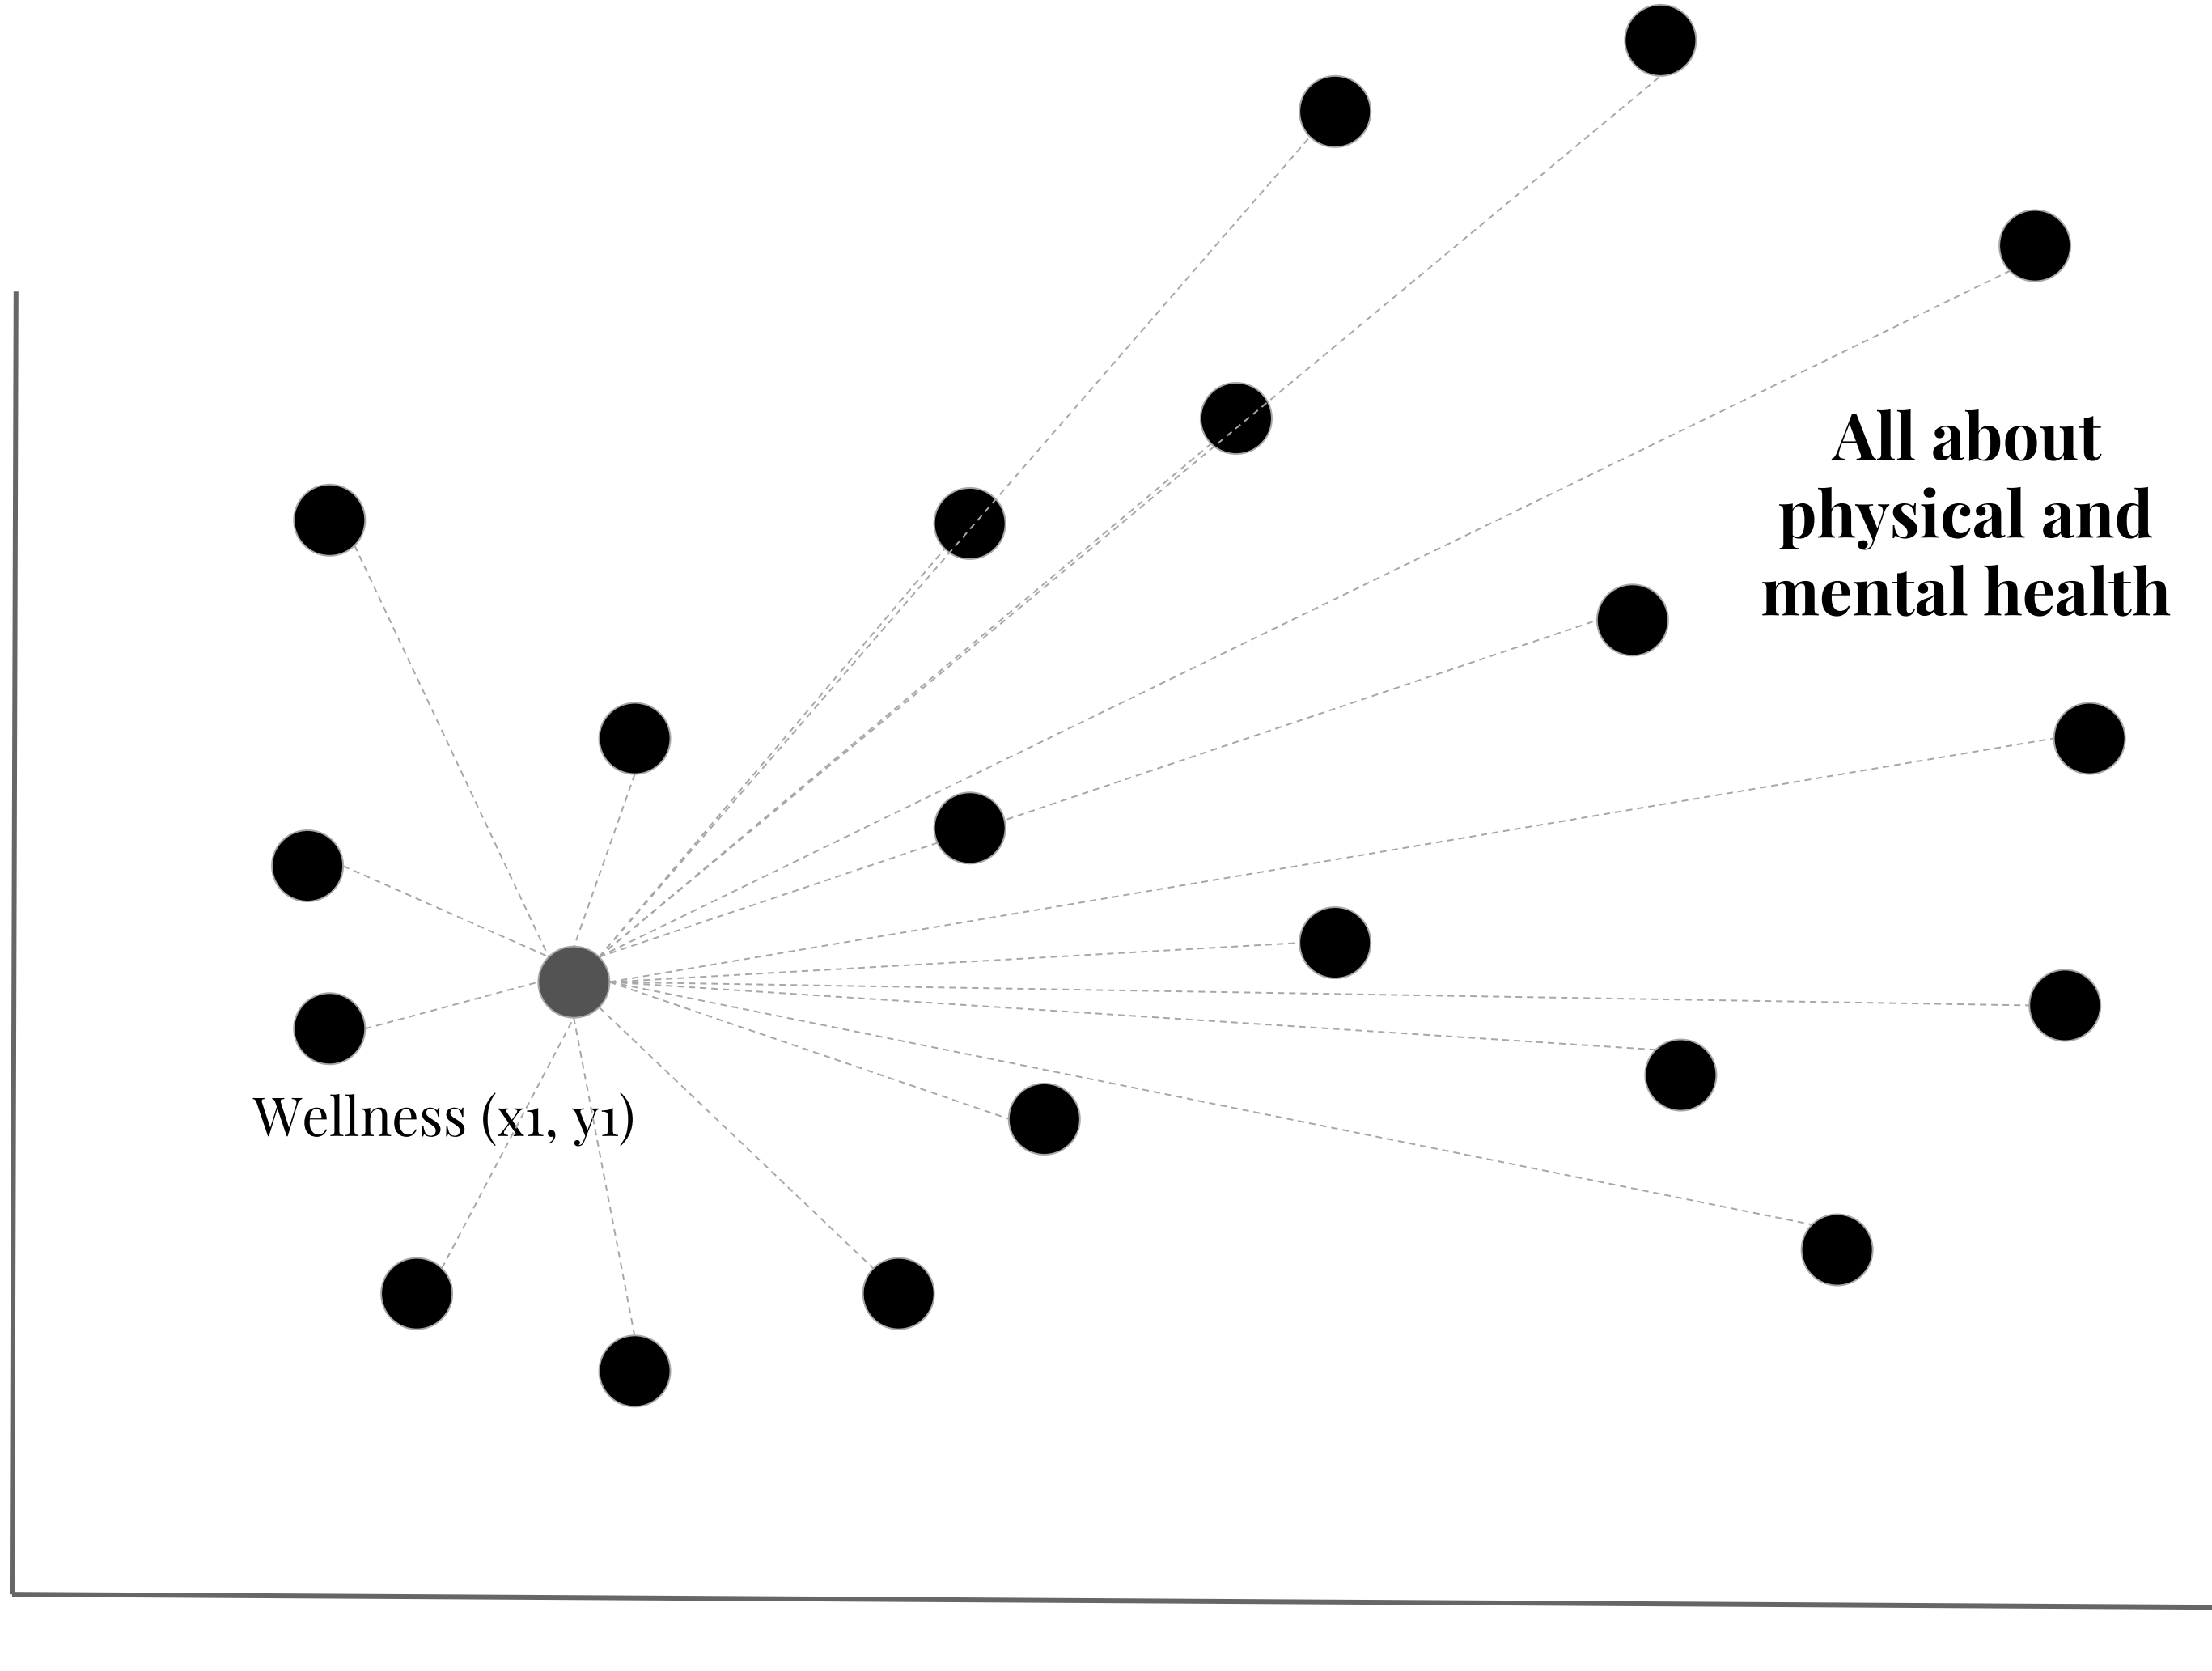 All about
physical and
mental health
Wellness (x1, y1)